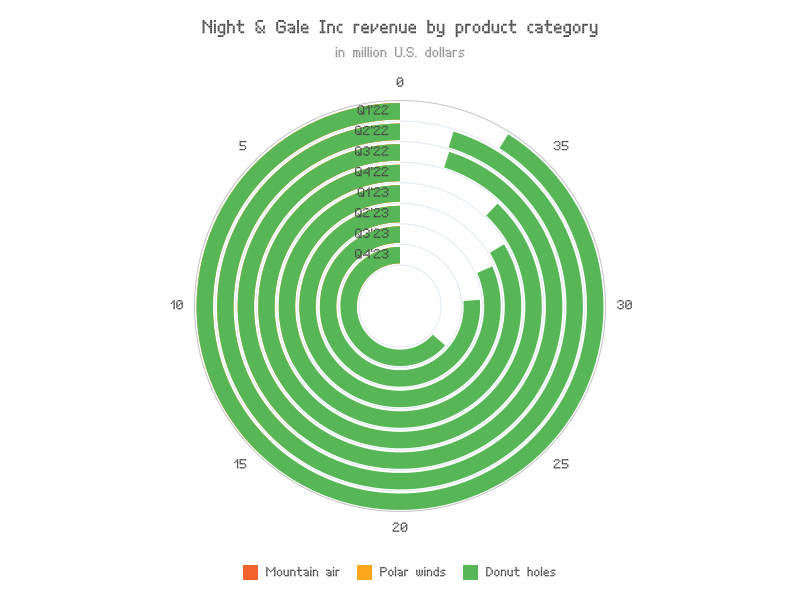 Night & Gale Inc revenue by product category
in million U.S. dollars
0
5
35
Q1'22
Q2'22
Q3'22
Q4'22
Q1'23
Q2'23
Q3'23
Q4'23
10
30
15
25
20
Mountain air
Polar winds
Donut holes